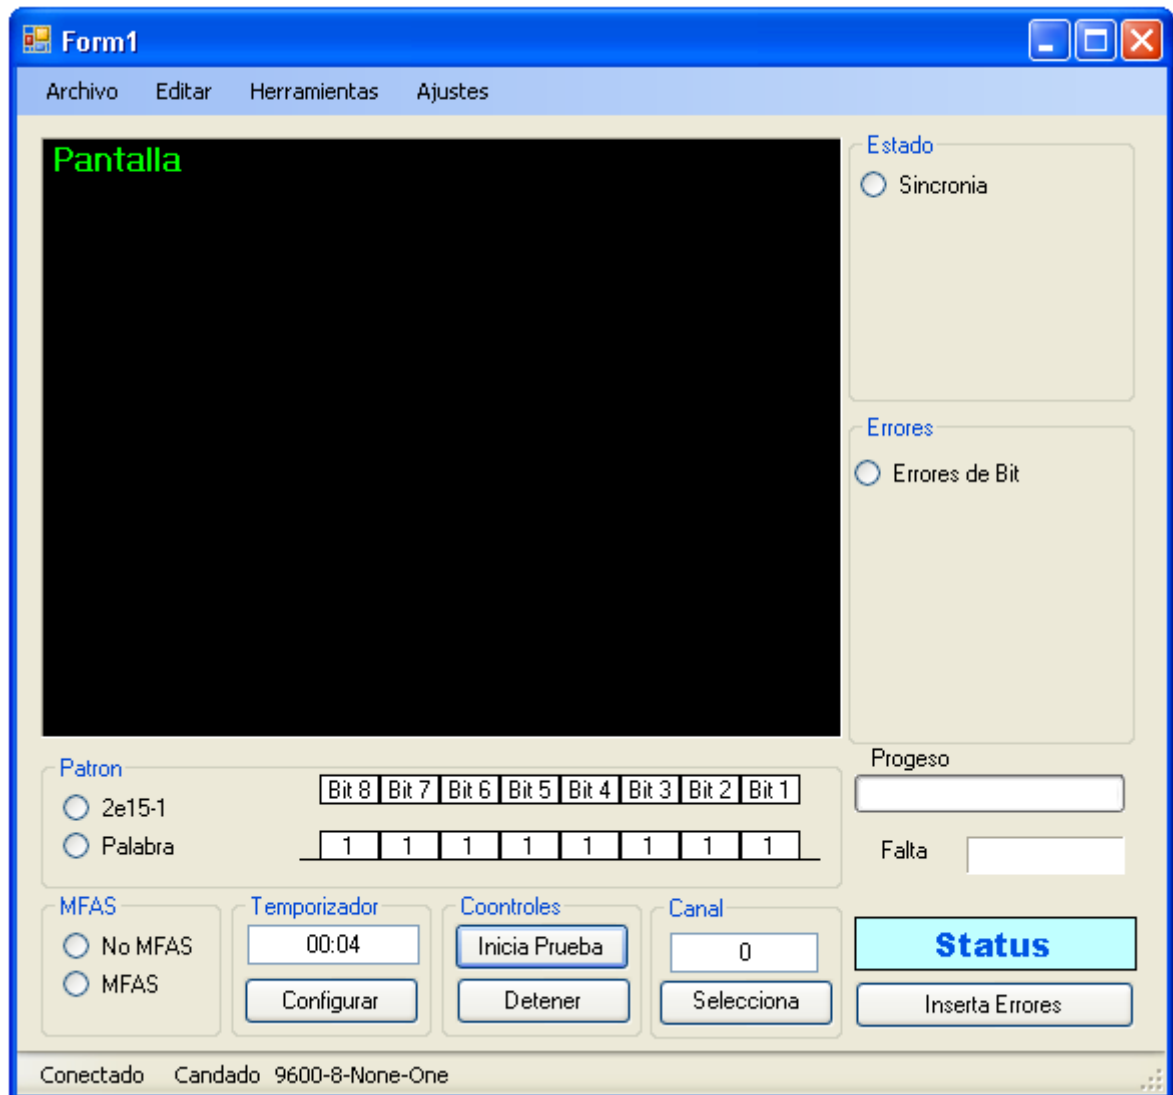 Form1
Archivo Editar Herramientas Ajustes
Pantalla
Estado
Sincronia
Errores
Errores de Bit
Patron
2e15-1
Palabra
Bit 8 Bit 7 Bit 6 Bit 5 Bit 4 Bit 3 Bit 2 Bit 1
1 1 1 1 1 1 1 1
Progeso
Falta
MFAS
No MFAS
MFAS
Temporizador
00:04
Configurar
Coontroles
Inicia Prueba
Detener
Canal
0
Selecciona
Status
Inserta Errores
Conectado Candado 9600-8-None-One